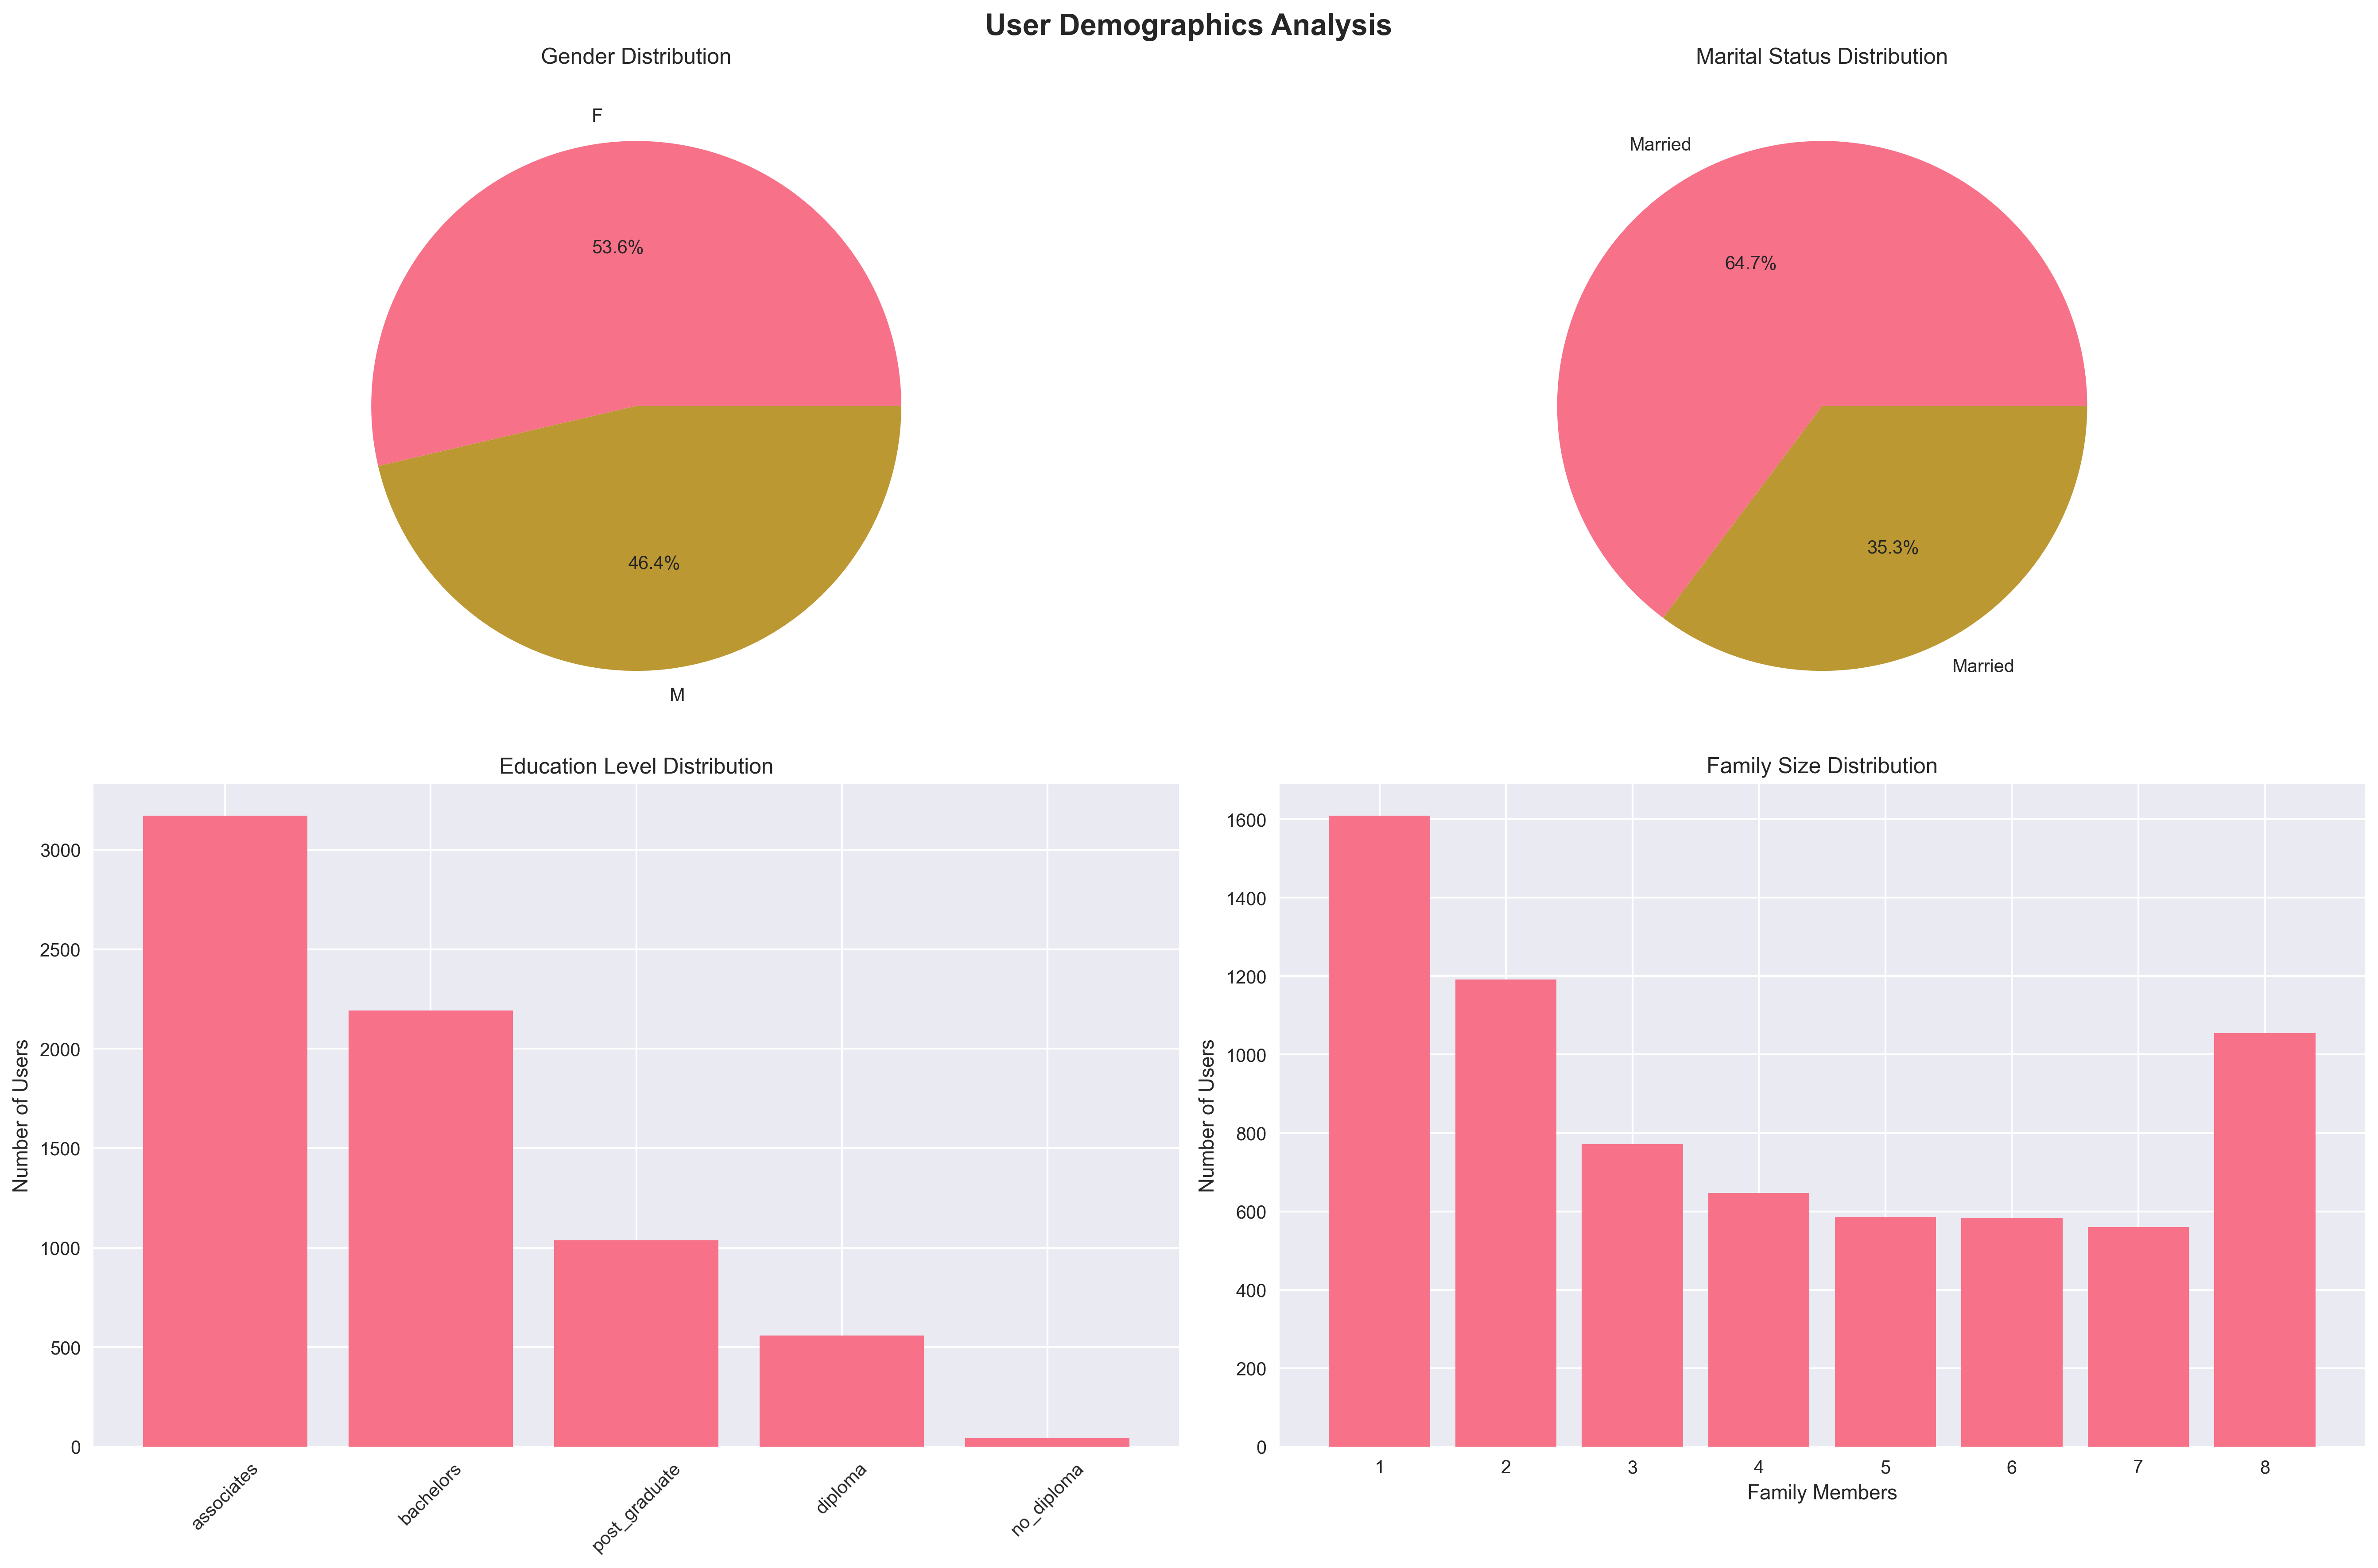 User Demographics Analysis
Gender Distribution
F
53.6%
46.4%
M
Marital Status Distribution
Married
64.7%
35.3%
Married
Education Level Distribution
Number of Users
3000
2500
2000
1500
1000
500
0
associates
bachelors
post_graduate
diploma
no_diploma
Family Size Distribution
Number of Users
1600
1400
1200
1000
800
600
400
200
0
1 2 3 4 5 6 7 8
Family Members